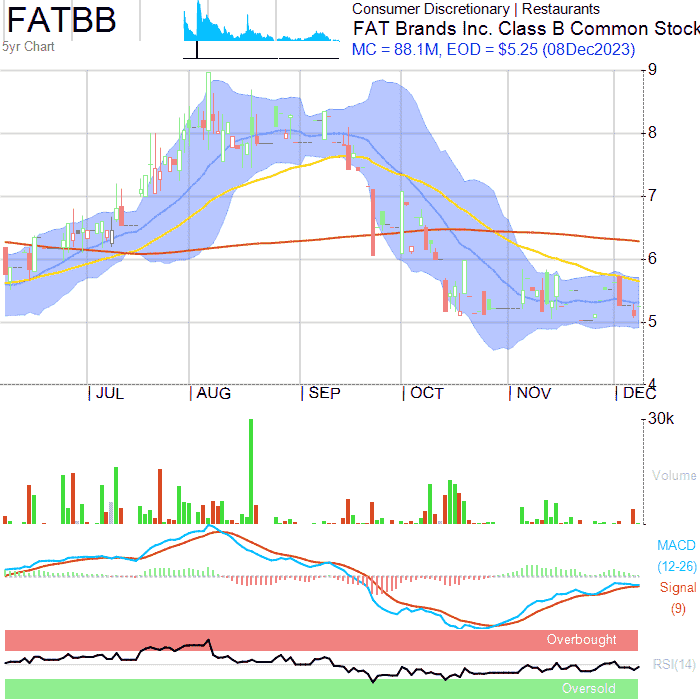 FATBB
5yr Chart
Consumer Discretionary | Restaurants
FAT Brands Inc. Class B Common Stock
MC = 88.1M, EOD = $5.25 (08Dec2023)
9
8
7
6
5
4
JUL AUG SEP OCT NOV DEC
30k
Volume
MACD
(12-26)
Signal
(9)
Overbought
RSI(14)
Oversold